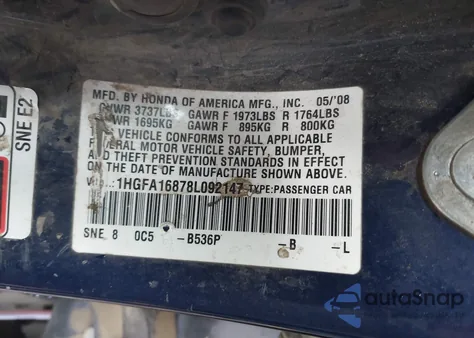 SNE E2
MFD. BY HONDA OF AMERICA MFG., INC. 05/'08
GVWR 3737LBS GAWR F 1973LBS R 1764LBS
GVWR 1695KG GAWR F 895KG R 800KG
VEHICLE CONFORMS TO ALL APPLICABLE
FEDERAL MOTOR VEHICLE SAFETY, BUMPER,
AND THEFT PREVENTION STANDARDS IN EFFECT
ON THE DATE OF MANUFACTURE SHOWN ABOVE.
1HGFA16878L092147 TYPE:PASSENGER CAR
SNE 8 0C5 -B536P -B -L
autoSnap